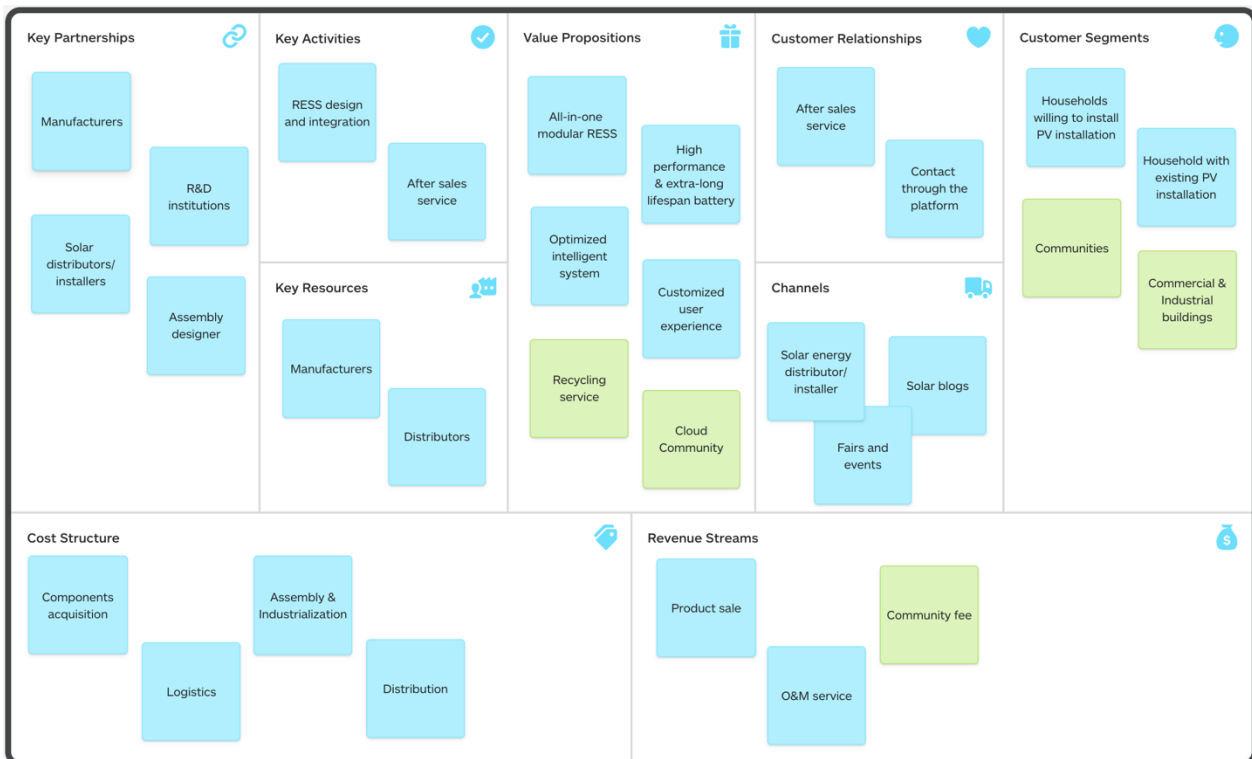 Key Partnerships
Manufacturers
R&D
institutions
Solar
distributors/
installers
Assembly
designer
Key Activities
RESS design
and integration
After sales
service
Key Resources
Manufacturers
Distributors
Value Propositions
All-in-one
modular RESS
High
performance
& extra-long
lifespan battery
Optimized
intelligent
system
Customized
user
experience
Recycling
service
Cloud
Community
Customer Relationships
After sales
service
Contact
through the
platform
Channels
Solar energy
distributor/
installer
Solar blogs
Fairs and
events
Customer Segments
Households
willing to install
PV installation
Household with
existing PV
installation
Communities
Commercial &
Industrial
buildings
Cost Structure
Components
acquisition
Logistics
Assembly &
Industrialization
Distribution
Revenue Streams
$
Product sale
O&M service
Community fee